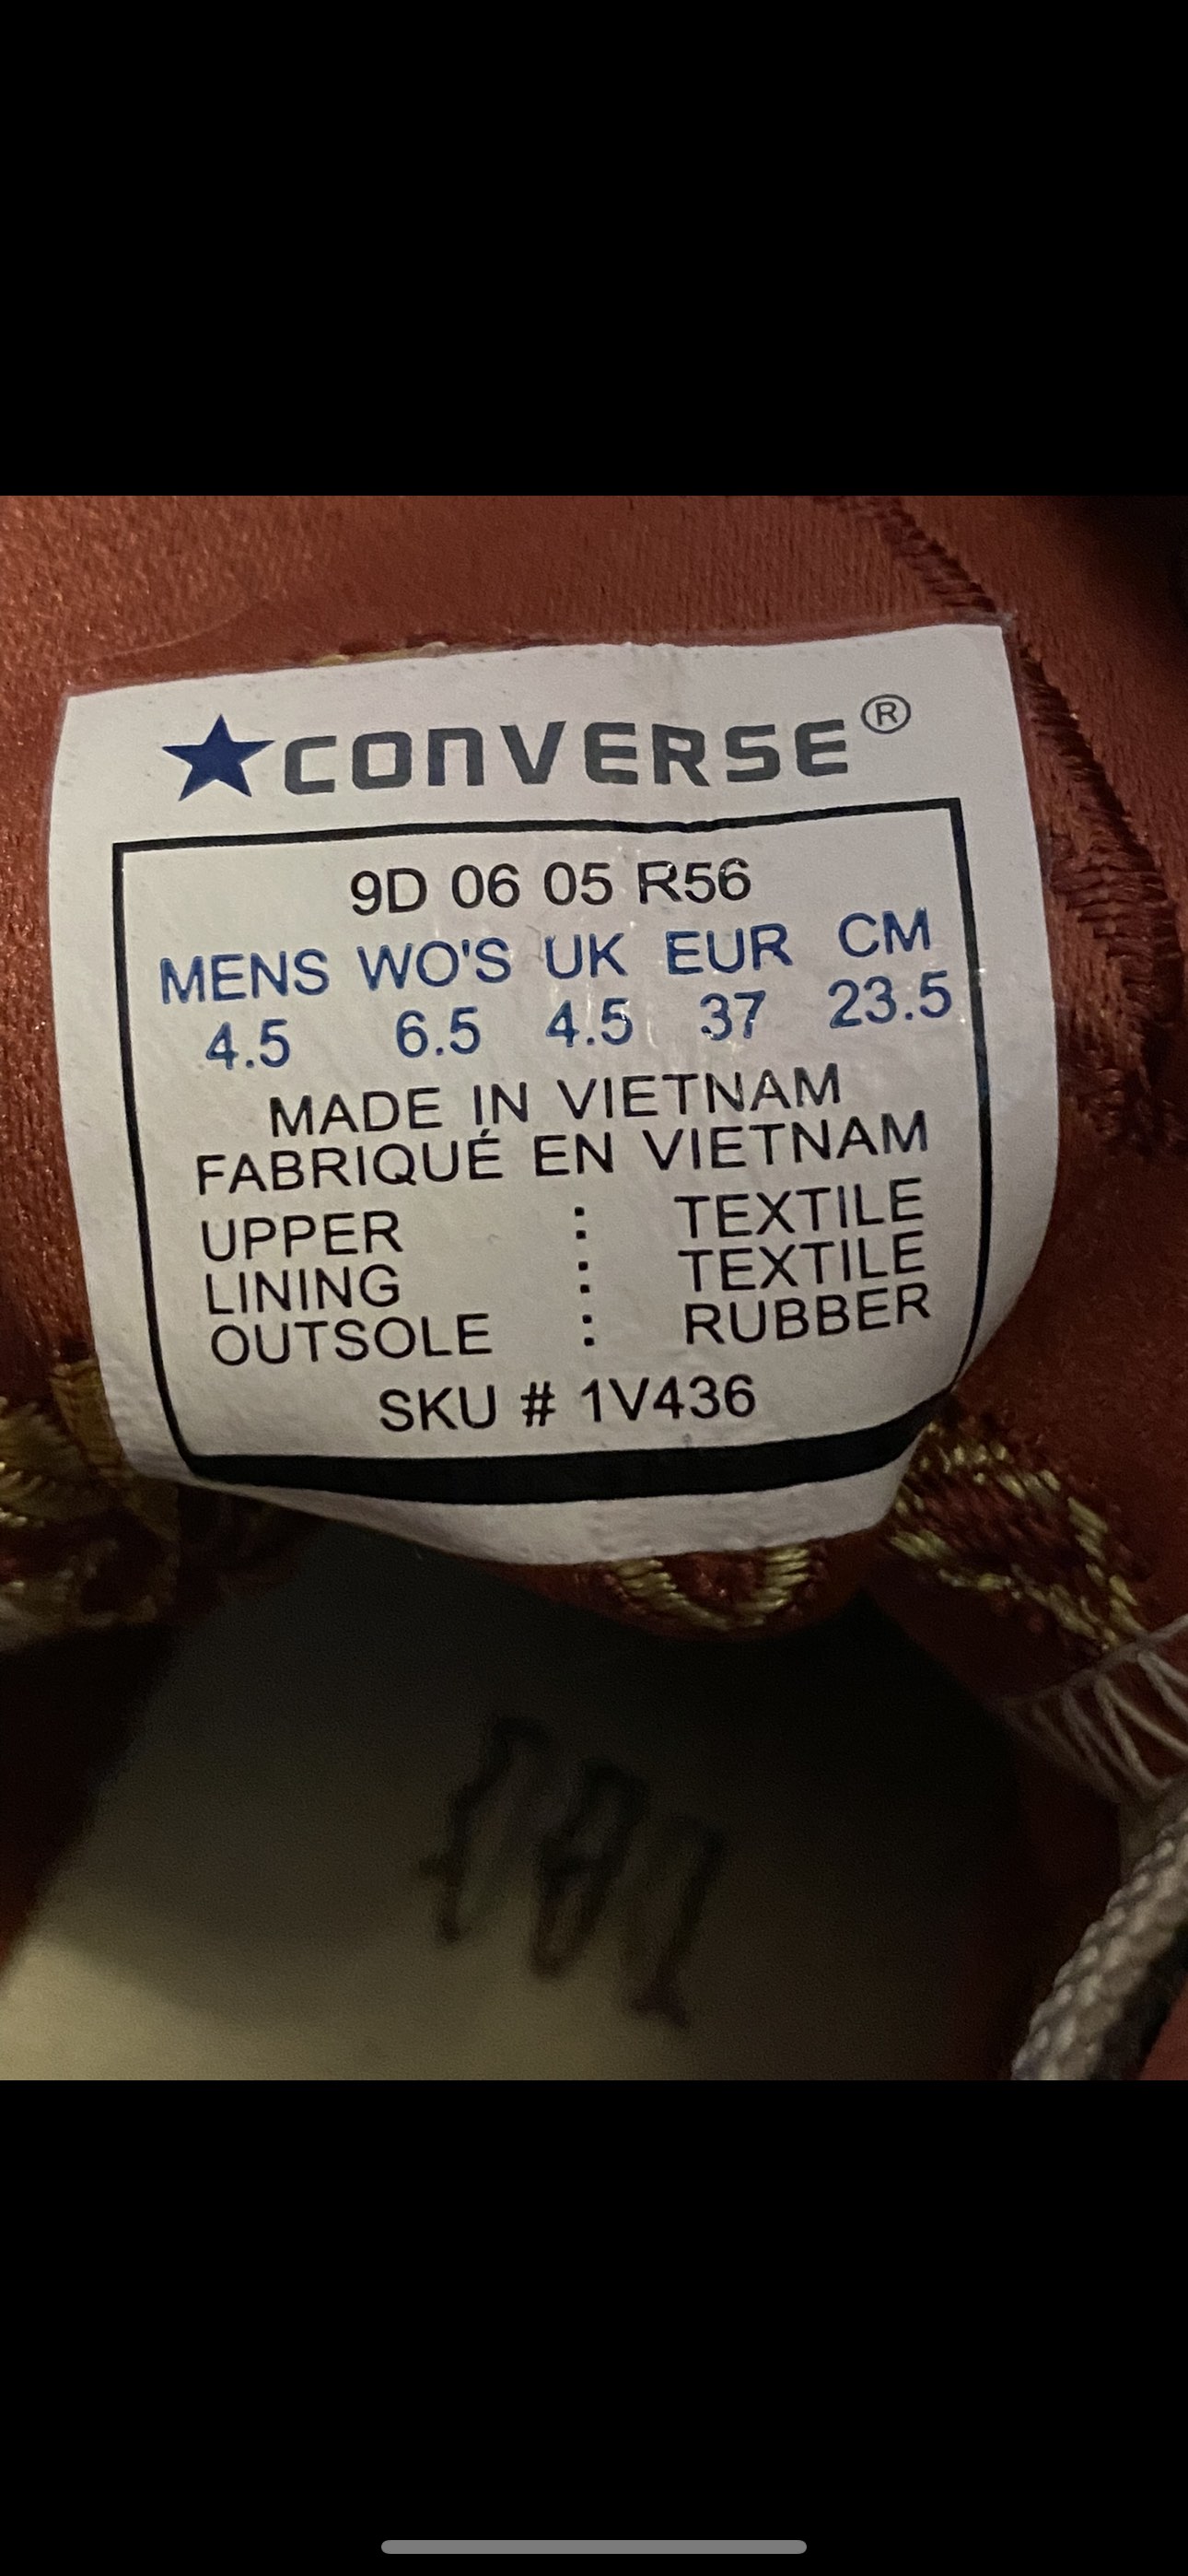 CONVERSE®
9D 06 05 R56
MENS WO'S UK EUR CM
4.5 6.5 4.5 37 23.5
MADE IN VIETNAM
FABRIQUÉ EN VIETNAM
UPPER : TEXTILE
LINING : TEXTILE
OUTSOLE : RUBBER
SKU # 1V436